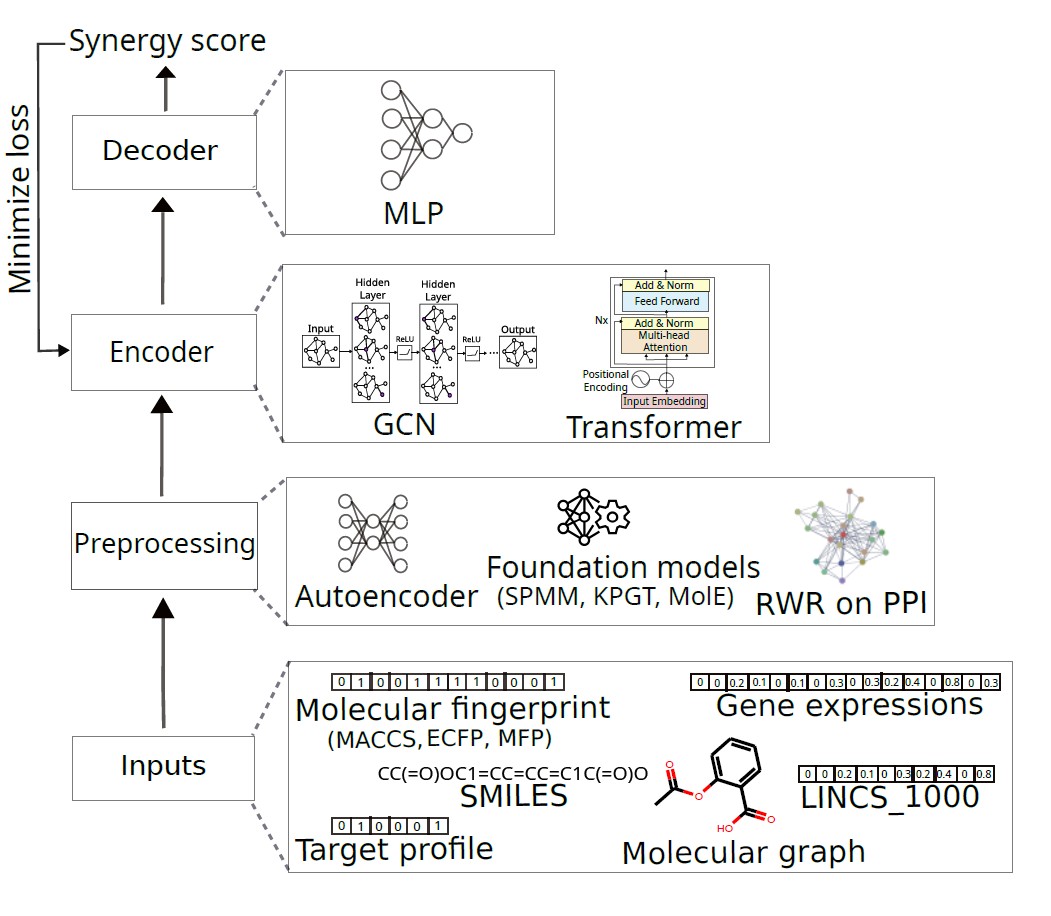 Synergy score
Minimize loss
Decoder
MLP
Encoder
Input
Hidden
Layer
ReLU
...
Hidden
Layer
ReLU
...
...
Output
GCN
Add & Norm
Feed Forward
Nx
Add & Norm
Multi-head
Attention
Positional
Encoding
Input Embedding
Transformer
Preprocessing
Autoencoder
Foundation models
(SPMM, KPGT, MolE)
RWR on PPI
Inputs
0 1 0 0 1 1 1 1 0 0 0 1
Molecular fingerprint
(MACCS, ECFP, MFP)
0 0 0.2 0.1 0 0.1 0 0.3 0 0.3 0.2 0.4 0 0.8 0 0.3
Gene expressions
CC(=O)OC1=CC=CC=C1C(=O)O
SMILES
0 1 0 0 0 1
Target profile
O
O
HO
O
Molecular graph
0 0 0.2 0.1 0 0.3 0.2 0.4 0 0.8
LINCS_1000